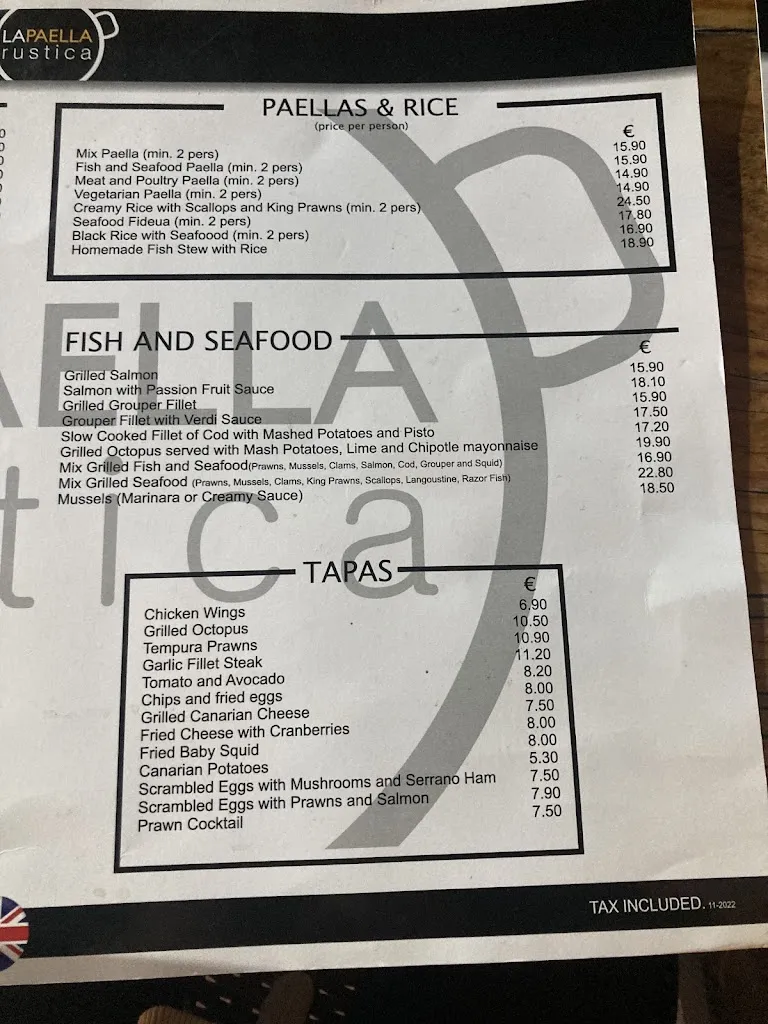 LAPAELLA
rustica
PAELLAS & RICE
(price per person)
€
Mix Paella (min. 2 pers) 15.90
Fish and Seafood Paella (min. 2 pers) 15.90
Meat and Poultry Paella (min. 2 pers) 14.90
Vegetarian Paella (min. 2 pers) 14.90
Creamy Rice with Scallops and King Prawns (min. 2 pers) 24.50
Seafood Fideua (min. 2 pers) 17.80
Black Rice with Seafoood (min. 2 pers) 16.90
Homemade Fish Stew with Rice 18.90
AELLA
tica
FISH AND SEAFOOD
€
Grilled Salmon 15.90
Salmon with Passion Fruit Sauce 18.10
Grilled Grouper Fillet 15.90
Grouper Fillet with Verdi Sauce 17.50
Slow Cooked Fillet of Cod with Mashed Potatoes and Pisto 17.20
Grilled Octopus served with Mash Potatoes, Lime and Chipotle mayonnaise 19.90
Mix Grilled Fish and Seafood(Prawns, Mussels, Clams, Salmon, Cod, Grouper and Squid) 16.90
Mix Grilled Seafood (Prawns, Mussels, Clams, King Prawns, Scallops, Langoustine, Razor Fish) 22.80
Mussels (Marinara or Creamy Sauce) 18.50
TAPAS
€
Chicken Wings 6.90
Grilled Octopus 10.50
Tempura Prawns 10.90
Garlic Fillet Steak 11.20
Tomato and Avocado 8.20
Chips and fried eggs 8.00
Grilled Canarian Cheese 7.50
Fried Cheese with Cranberries 8.00
Fried Baby Squid 8.00
Canarian Potatoes 5.30
Scrambled Eggs with Mushrooms and Serrano Ham 7.50
Scrambled Eggs with Prawns and Salmon 7.90
Prawn Cocktail 7.50
TAX INCLUDED. 11-2022